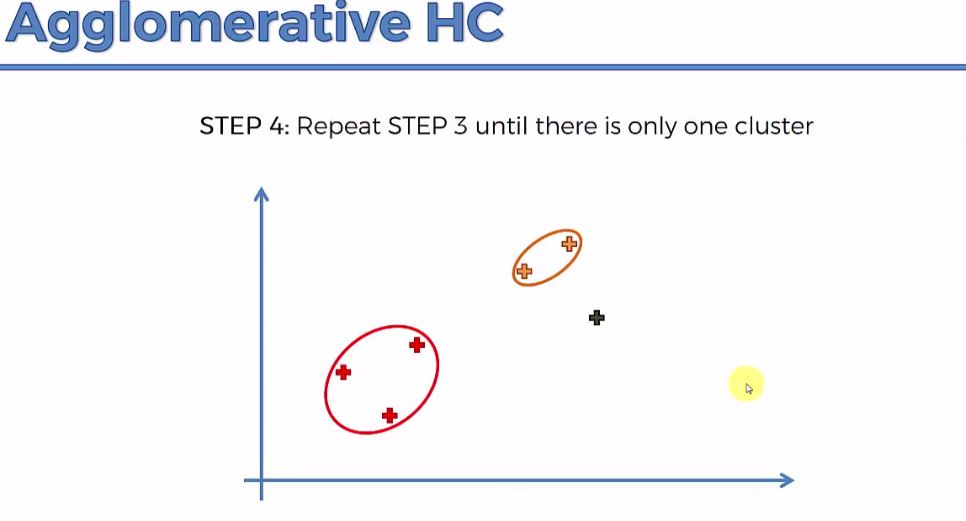 Agglomerative HC
STEP 4: Repeat STEP 3 until there is only one cluster